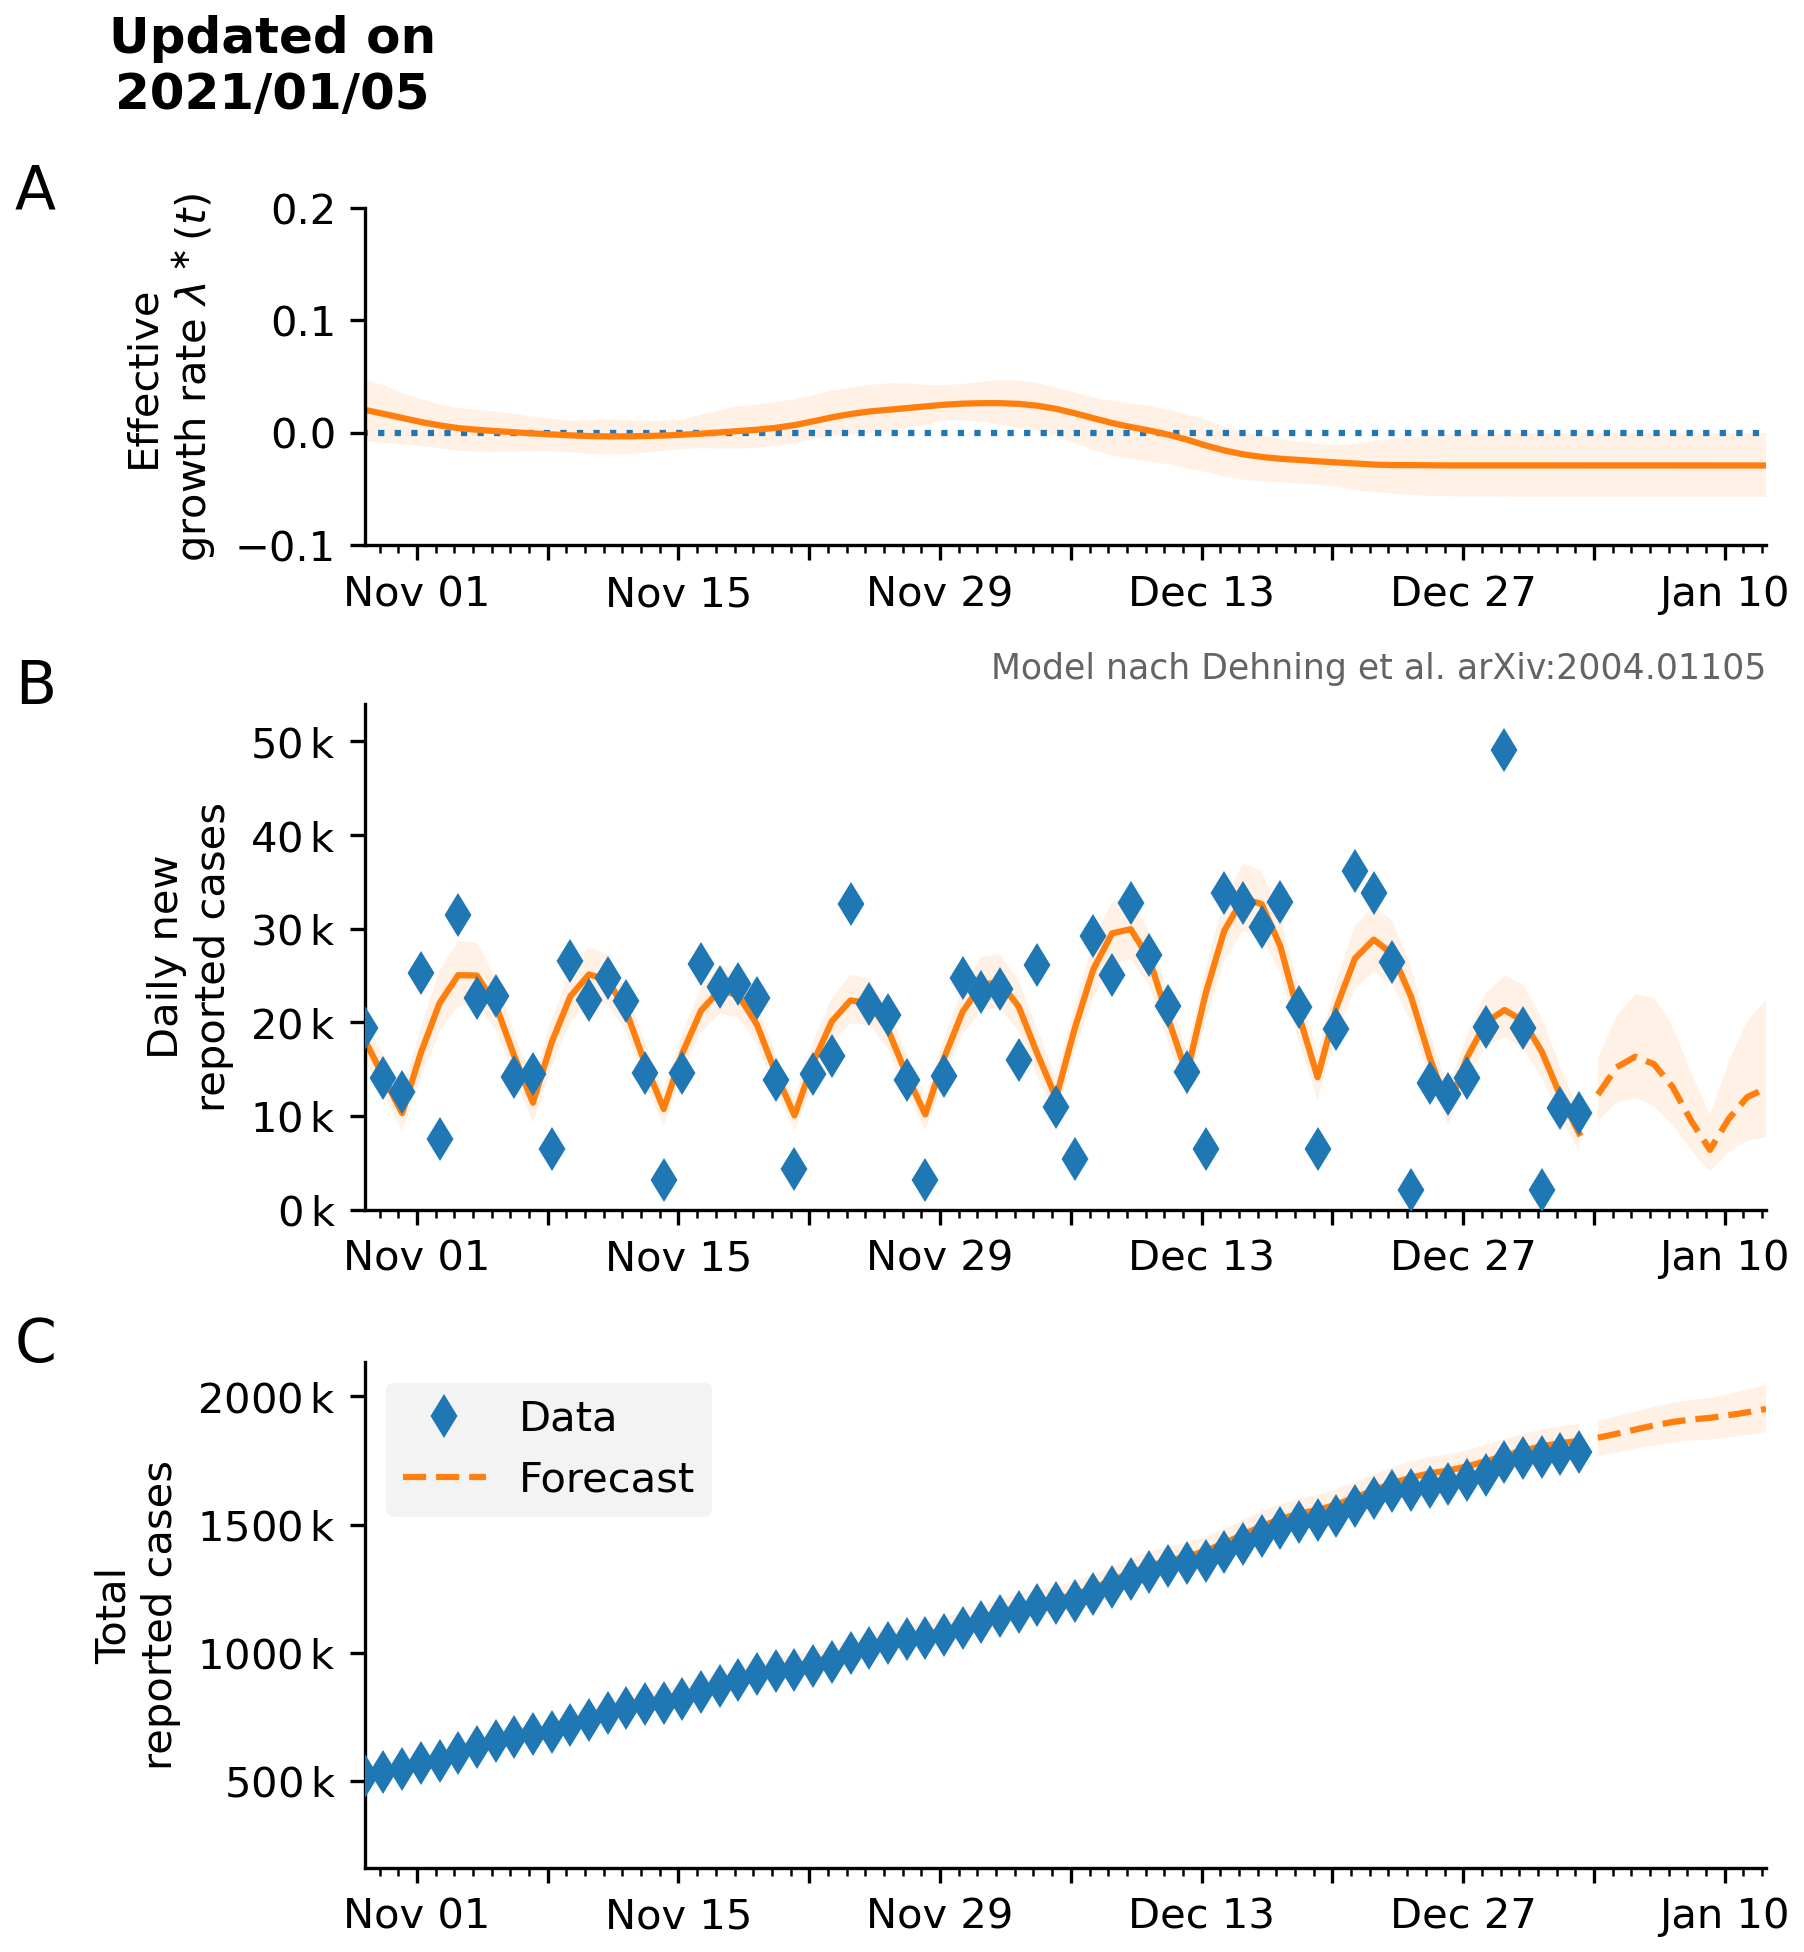 Updated on
2021/01/05
A
Effective
growth rate λ * (t)
0.2
0.1
0.0
−0.1
Nov 01 Nov 15 Nov 29 Dec 13 Dec 27 Jan 10
B
Model nach Dehning et al. arXiv:2004.01105
Daily new
reported cases
50 k
40 k
30 k
20 k
10 k
0 k
Nov 01 Nov 15 Nov 29 Dec 13 Dec 27 Jan 10
C
Total
reported cases
2000 k
1500 k
1000 k
500 k
Data
Forecast
Nov 01 Nov 15 Nov 29 Dec 13 Dec 27 Jan 10